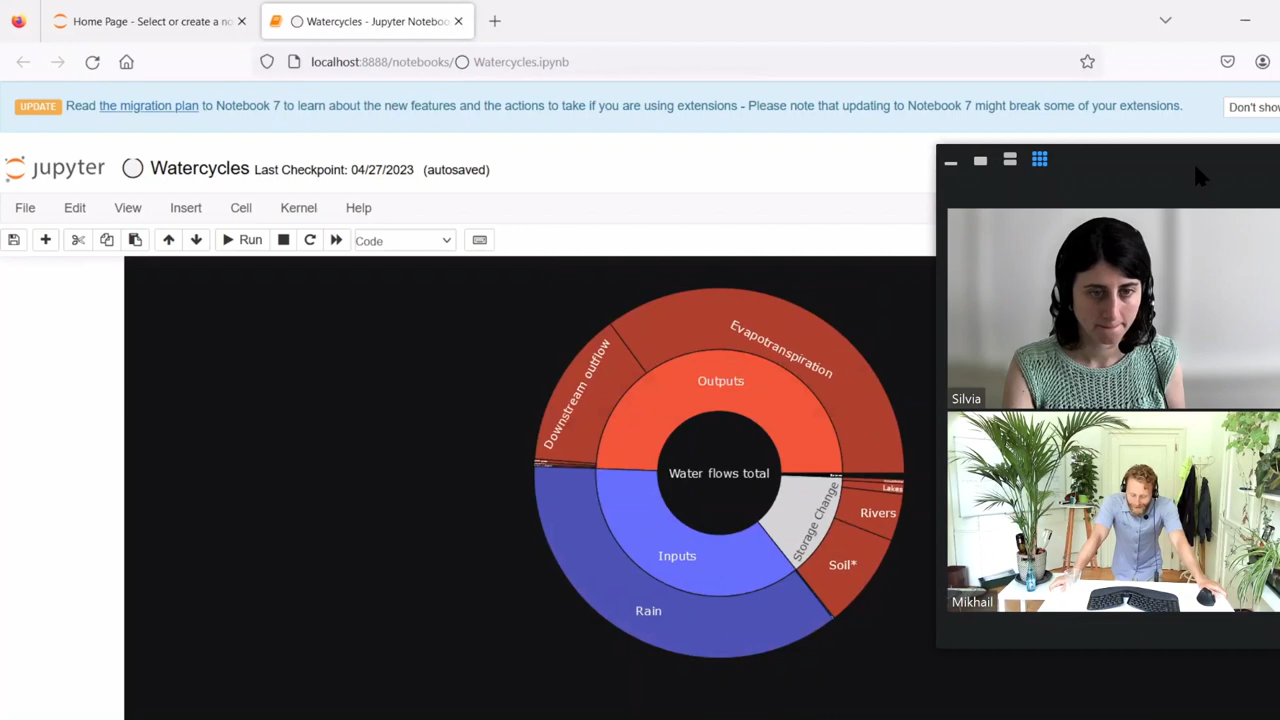 Home Page - Select or create a no
Watercycles - Jupyter Noteboo
localhost:8888/notebooks/ Watercycles.ipynb
UPDATE Read the migration plan to Notebook 7 to learn about the new features and the actions to take if you are using extensions - Please note that updating to Notebook 7 might break some of your extensions.
Don't show
jupyter Watercycles Last Checkpoint: 04/27/2023 (autosaved)
File Edit View Insert Cell Kernel Help
Run Code
Evapotranspiration
Downstream outflow
Outputs
Water flows total
Lakes
Rivers
Storage Change
Inputs
Soil*
Rain
Silvia
Mikhail